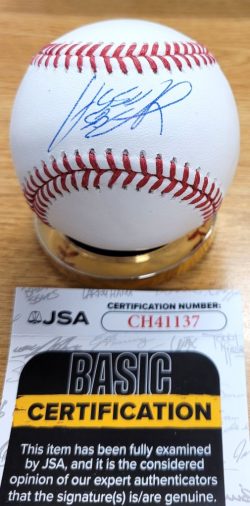 JSA
CERTIFICATION NUMBER:
CH41137
BASIC
CERTIFICATION
This item has been fully examined
by JSA, and it is the considered
opinion of our expert authenticators
that the signature(s) is/are genuine.